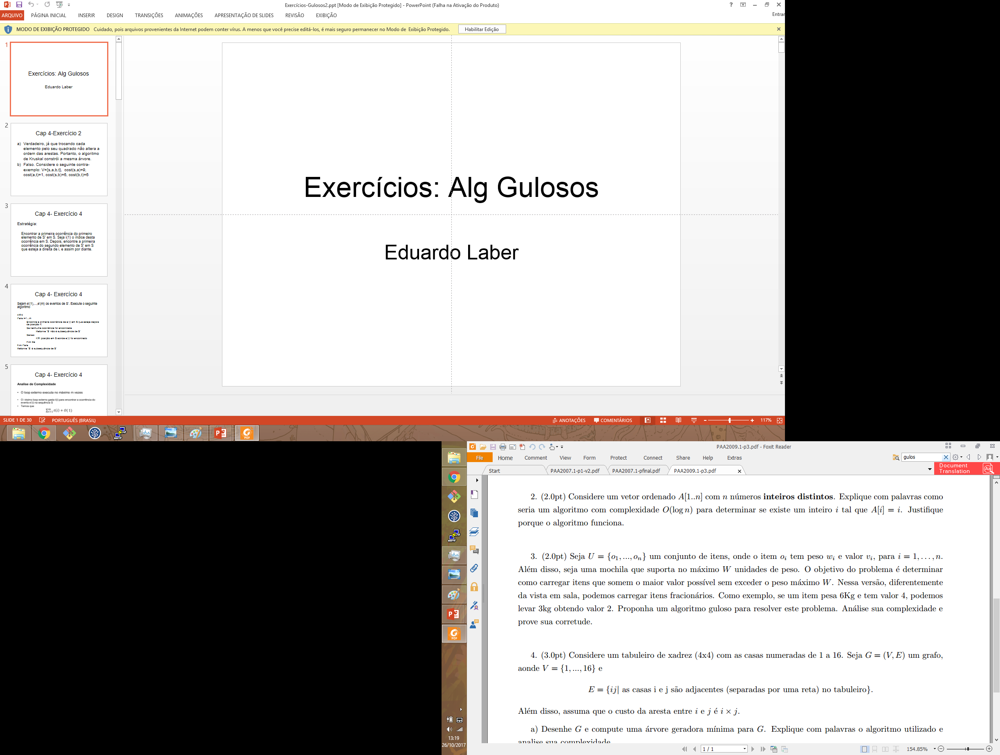 Exercícios-Gulosos2.ppt [Modo de Exibição Protegido] - PowerPoint (Falha na Ativação do Produto)
ARQUIVO PÁGINA INICIAL INSERIR DESIGN TRANSIÇÕES ANIMAÇÕES APRESENTAÇÃO DE SLIDES REVISÃO EXIBIÇÃO Entrar
MODO DE EXIBIÇÃO PROTEGIDO Cuidado, pois arquivos provenientes da Internet podem conter vírus. A menos que você precise editá-los, é mais seguro permanecer no Modo de Exibição Protegido. Habilitar Edição
1
Exercícios: Alg Gulosos
Eduardo Laber
2
Cap 4-Exercício 2
a) Verdadeiro, já que trocando cada
elemento pelo seu quadrado não altera a
ordem das arestas. Portanto, o algoritmo
de Kruskal constrói a mesma árvore.
b) Falso. Considere o seguinte contra-
exemplo: V={s,a,b,t}, cost(s,a)=9,
cost(a,t)=1, cost(s,b)=6, cost(b,t)=6
3
Cap 4- Exercício 4
Estratégia:
Encontrar a primeira ocorrência do primeiro
elemento de S' em S. Seja i(1) o índice desta
ocorrência em S. Depois, encontre a primeira
ocorrência do segundo elemento de S' em S
que esteja a direita de i, e assim por diante.
4
Cap 4- Exercício 4
Sejam e'(1),...,e'(m) os eventos de S'. Execute o seguinte
algoritmo
K←0
Para i=1...m
Encontre a primeira ocorrência de e'(i) em S que esteja depois
da posição K
Se nenhuma ocorrência for encontrada
Retorne 'S' não é subsequência de S'
Senao
K← posição em S aonde e'(i) foi encontrado
Fim Se
Fim Para
Retorne 'S' é subsequência de S'
5
Cap 4- Exercício 4
Analise de Complexidade
• O loop externo executa no máximo m vezes
• O i-ésimo loop externo gasta t(i) para encontrar a ocorrência do
evento e'(i) na sequência S
• Temos que
∑ᵢ₌₁ᵐ t(i) + O(1)
Exercícios: Alg Gulosos
Eduardo Laber
SLIDE 1 DE 30 PORTUGUÊS (BRASIL) ANOTAÇÕES COMENTÁRIOS 117%
PAA2009.1-p3.pdf - Foxit Reader
File Home Comment View Form Protect Connect Share Help Extras gulos
Start PAA2007.1-p1-v2.pdf PAA2007.1-pfinal.pdf PAA2009.1-p3.pdf
Document
Translation
2. (2.0pt) Considere um vetor ordenado A[1..n] com n números inteiros distintos. Explique com palavras como
seria um algoritmo com complexidade O(log n) para determinar se existe um inteiro i tal que A[i] = i. Justifique
porque o algoritmo funciona.
3. (2.0pt) Seja U = {o₁, ..., oₙ} um conjunto de itens, onde o item oᵢ tem peso wᵢ e valor vᵢ, para i = 1, . . . , n.
Além disso, seja uma mochila que suporta no máximo W unidades de peso. O objetivo do problema é determinar
como carregar itens que somem o maior valor possível sem exceder o peso máximo W. Nessa versão, diferentemente
da vista em sala, podemos carregar itens fracionários. Como exemplo, se um item pesa 6Kg e tem valor 4, podemos
levar 3kg obtendo valor 2. Proponha um algoritmo guloso para resolver este problema. Análise sua complexidade e
prove sua corretude.
4. (3.0pt) Considere um tabuleiro de xadrez (4x4) com as casas numeradas de 1 a 16. Seja G = (V, E) um grafo,
aonde V = {1, ..., 16} e
E = {ij| as casas i e j são adjacentes (separadas por uma reta) no tabuleiro}.
Além disso, assuma que o custo da aresta entre i e j é i × j.
a) Desenhe G e compute uma árvore geradora mínima para G. Explique com palavras o algoritmo utilizado e
analise sua complexidade
13:19
26/10/2017
1 / 1 154.85%